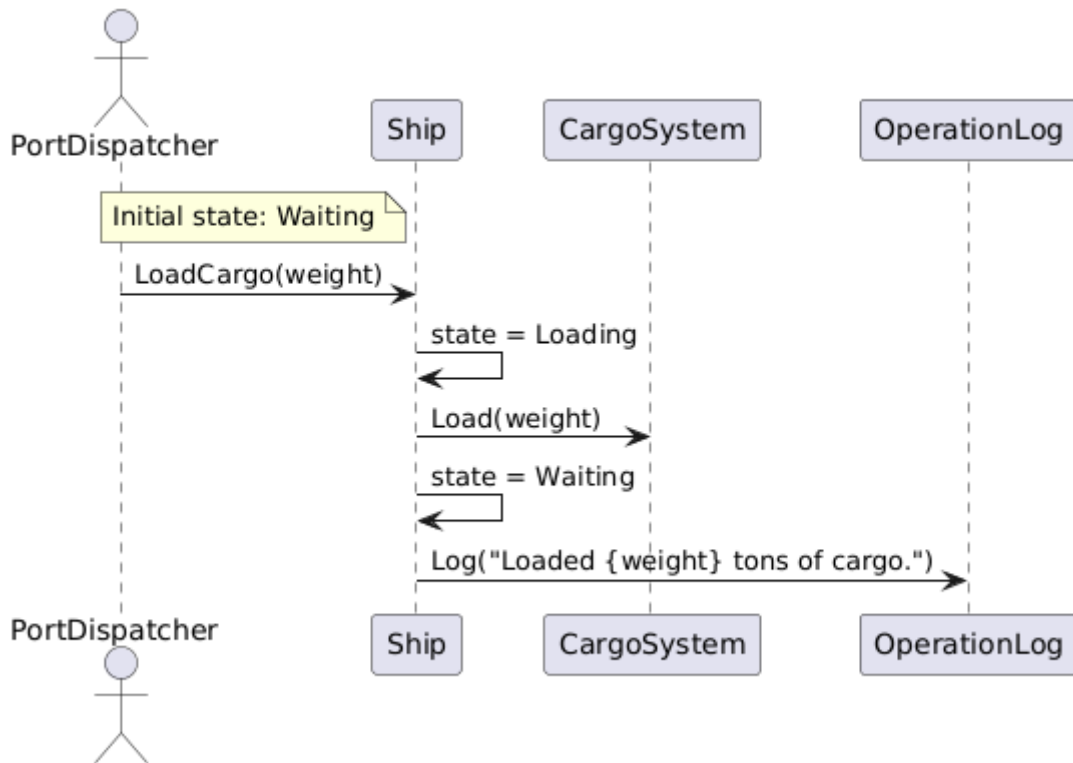 PortDispatcher
Ship
CargoSystem
OperationLog
Initial state: Waiting
LoadCargo(weight)
state = Loading
Load(weight)
state = Waiting
Log("Loaded {weight} tons of cargo.")
PortDispatcher
Ship
CargoSystem
OperationLog